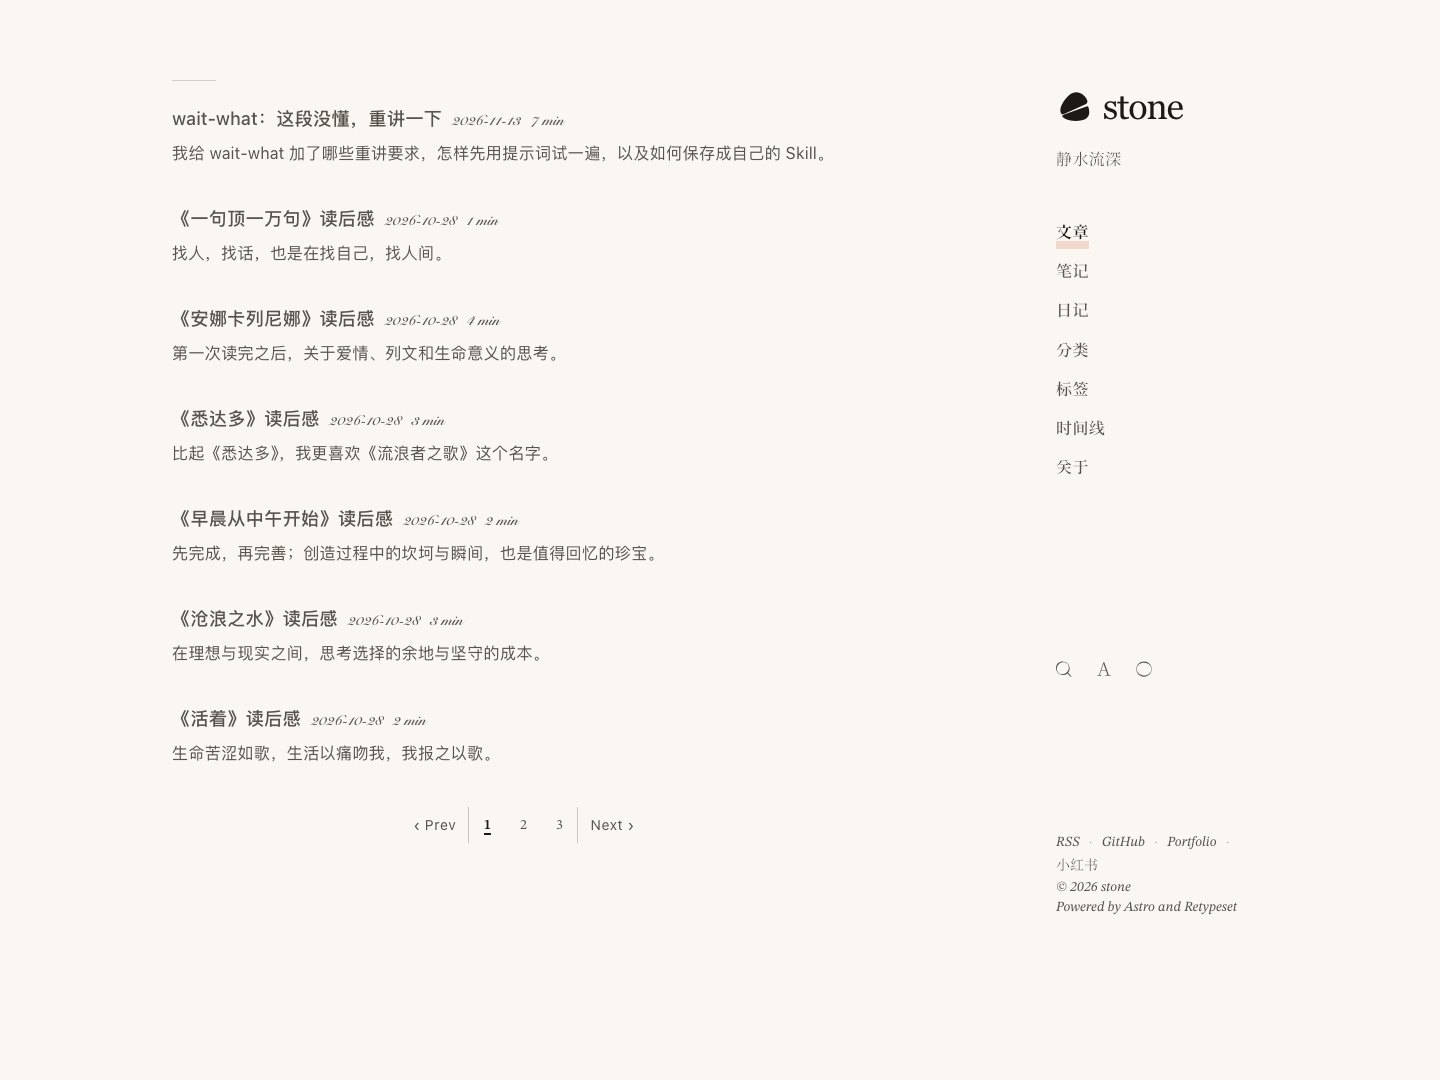 wait-what：这段没懂，重讲一下 2026-11-13 7 min
我给 wait-what 加了哪些重讲要求，怎样先用提示词试一遍，以及如何保存成自己的 Skill。
《一句顶一万句》读后感 2026-10-28 1 min
找人，找话，也是在找自己，找人间。
《安娜卡列尼娜》读后感 2026-10-28 4 min
第一次读完之后，关于爱情、列文和生命意义的思考。
《悉达多》读后感 2026-10-28 3 min
比起《悉达多》，我更喜欢《流浪者之歌》这个名字。
《早晨从中午开始》读后感 2026-10-28 2 min
先完成，再完善；创造过程中的坎坷与瞬间，也是值得回忆的珍宝。
《沧浪之水》读后感 2026-10-28 3 min
在理想与现实之间，思考选择的余地与坚守的成本。
《活着》读后感 2026-10-28 2 min
生命苦涩如歌，生活以痛吻我，我报之以歌。
‹ Prev 1 2 3 Next ›
stone
静水流深
文章
笔记
日记
分类
标签
时间线
关于
A
RSS · GitHub · Portfolio ·
小红书
© 2026 stone
Powered by Astro and Retypeset